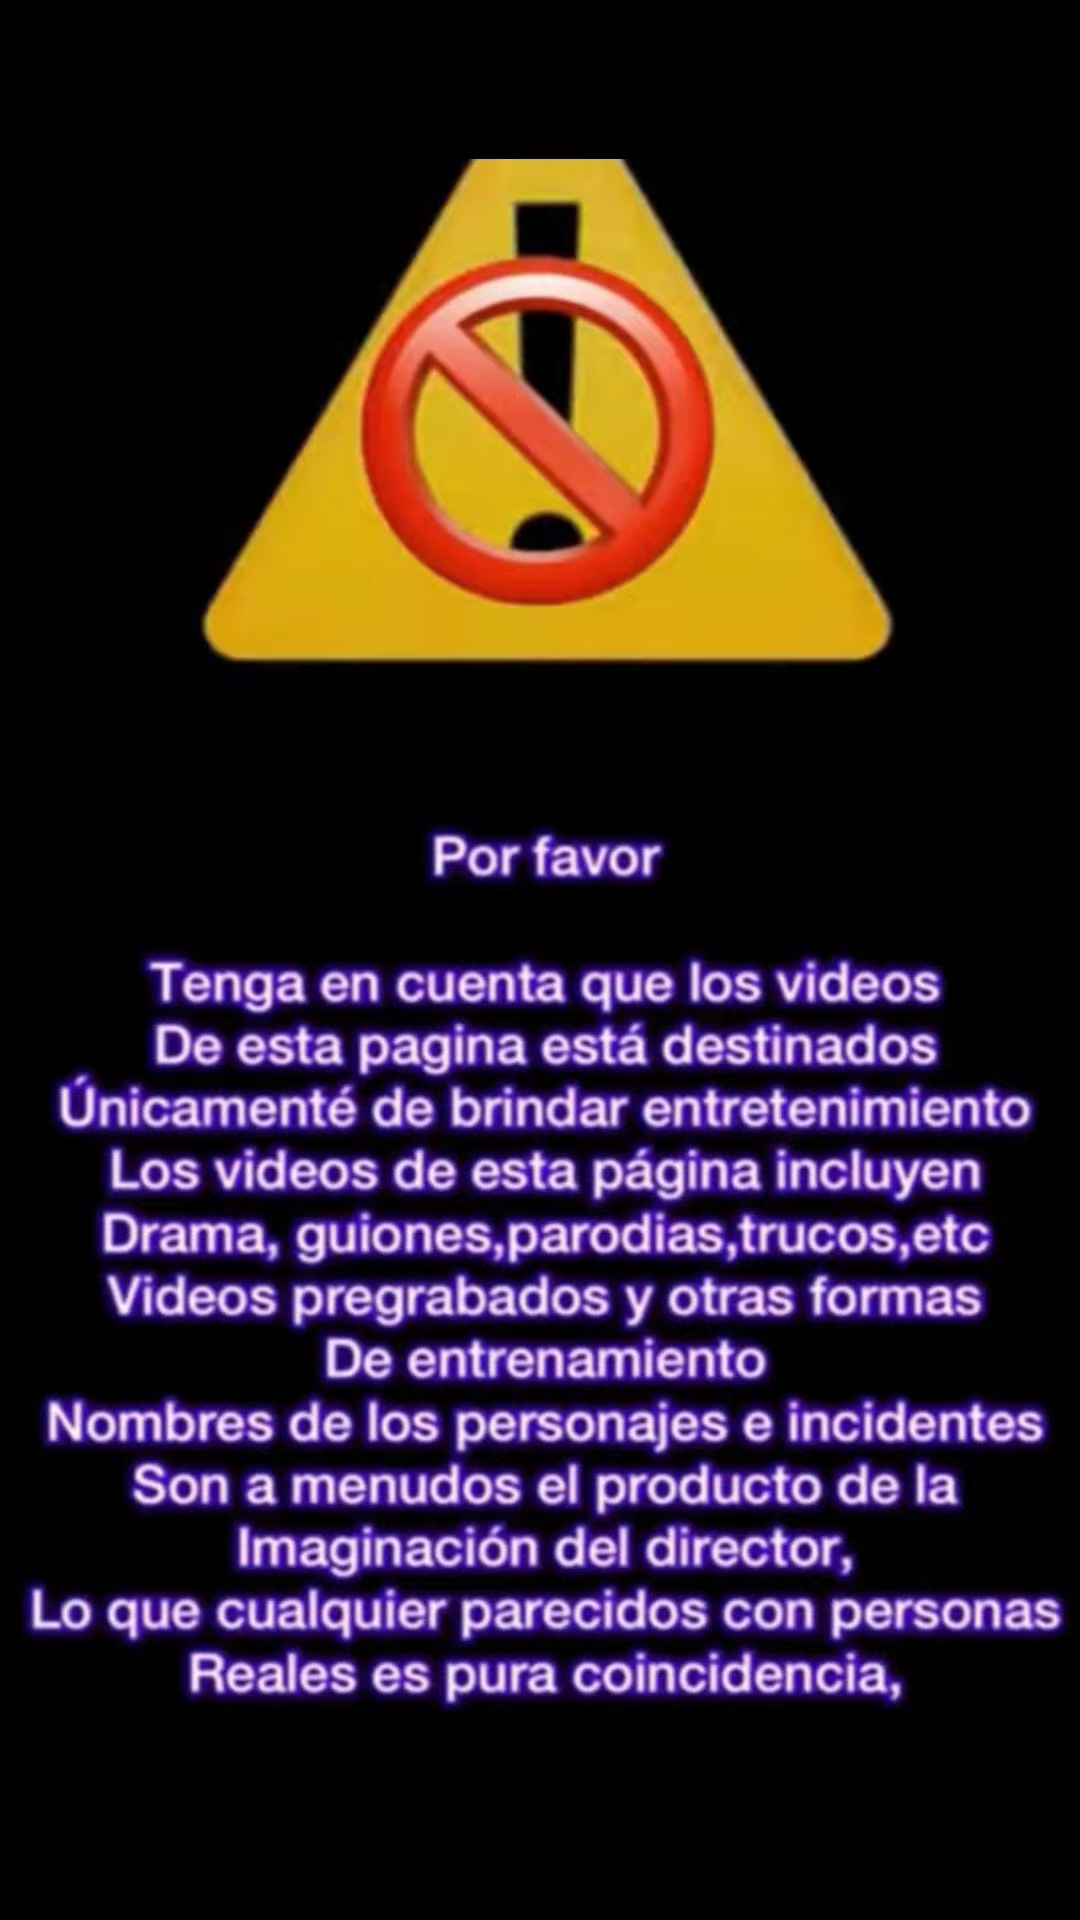 Por favor
Tenga en cuenta que los videos
De esta pagina está destinados
Únicamenté de brindar entretenimiento
Los videos de esta página incluyen
Drama, guiones,parodias,trucos,etc
Videos pregrabados y otras formas
De entrenamiento
Nombres de los personajes e incidentes
Son a menudos el producto de la
Imaginación del director,
Lo que cualquier parecidos con personas
Reales es pura coincidencia,